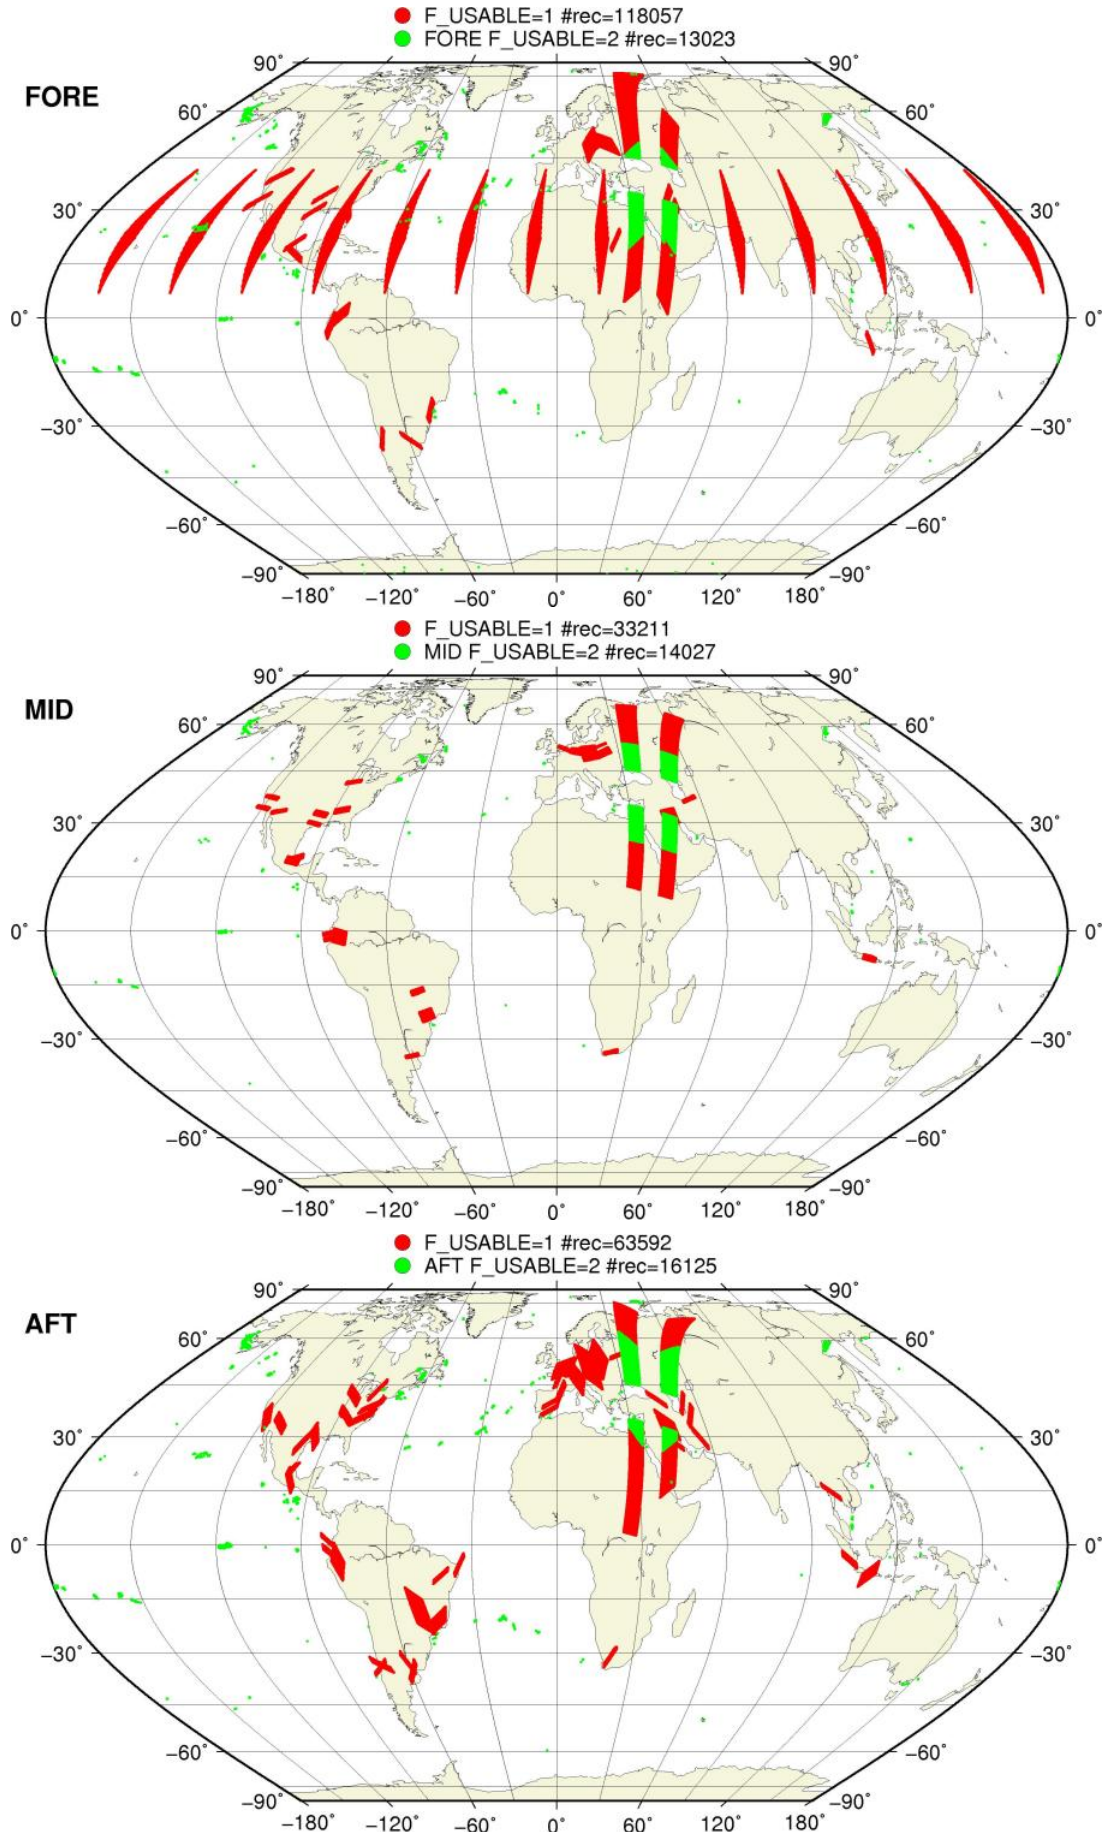 F_USABLE=1 #rec=118057
FORE F_USABLE=2 #rec=13023
FORE
90° 90°
60° 60°
30° 30°
0° 0°
−30° −30°
−60° −60°
−90° −90°
−180° −120° −60° 0° 60° 120° 180°
F_USABLE=1 #rec=33211
MID F_USABLE=2 #rec=14027
MID
90° 90°
60° 60°
30° 30°
0° 0°
−30° −30°
−60° −60°
−90° −90°
−180° −120° −60° 0° 60° 120° 180°
F_USABLE=1 #rec=63592
AFT F_USABLE=2 #rec=16125
AFT
90° 90°
60° 60°
30° 30°
0° 0°
−30° −30°
−60° −60°
−90° −90°
−180° −120° −60° 0° 60° 120° 180°